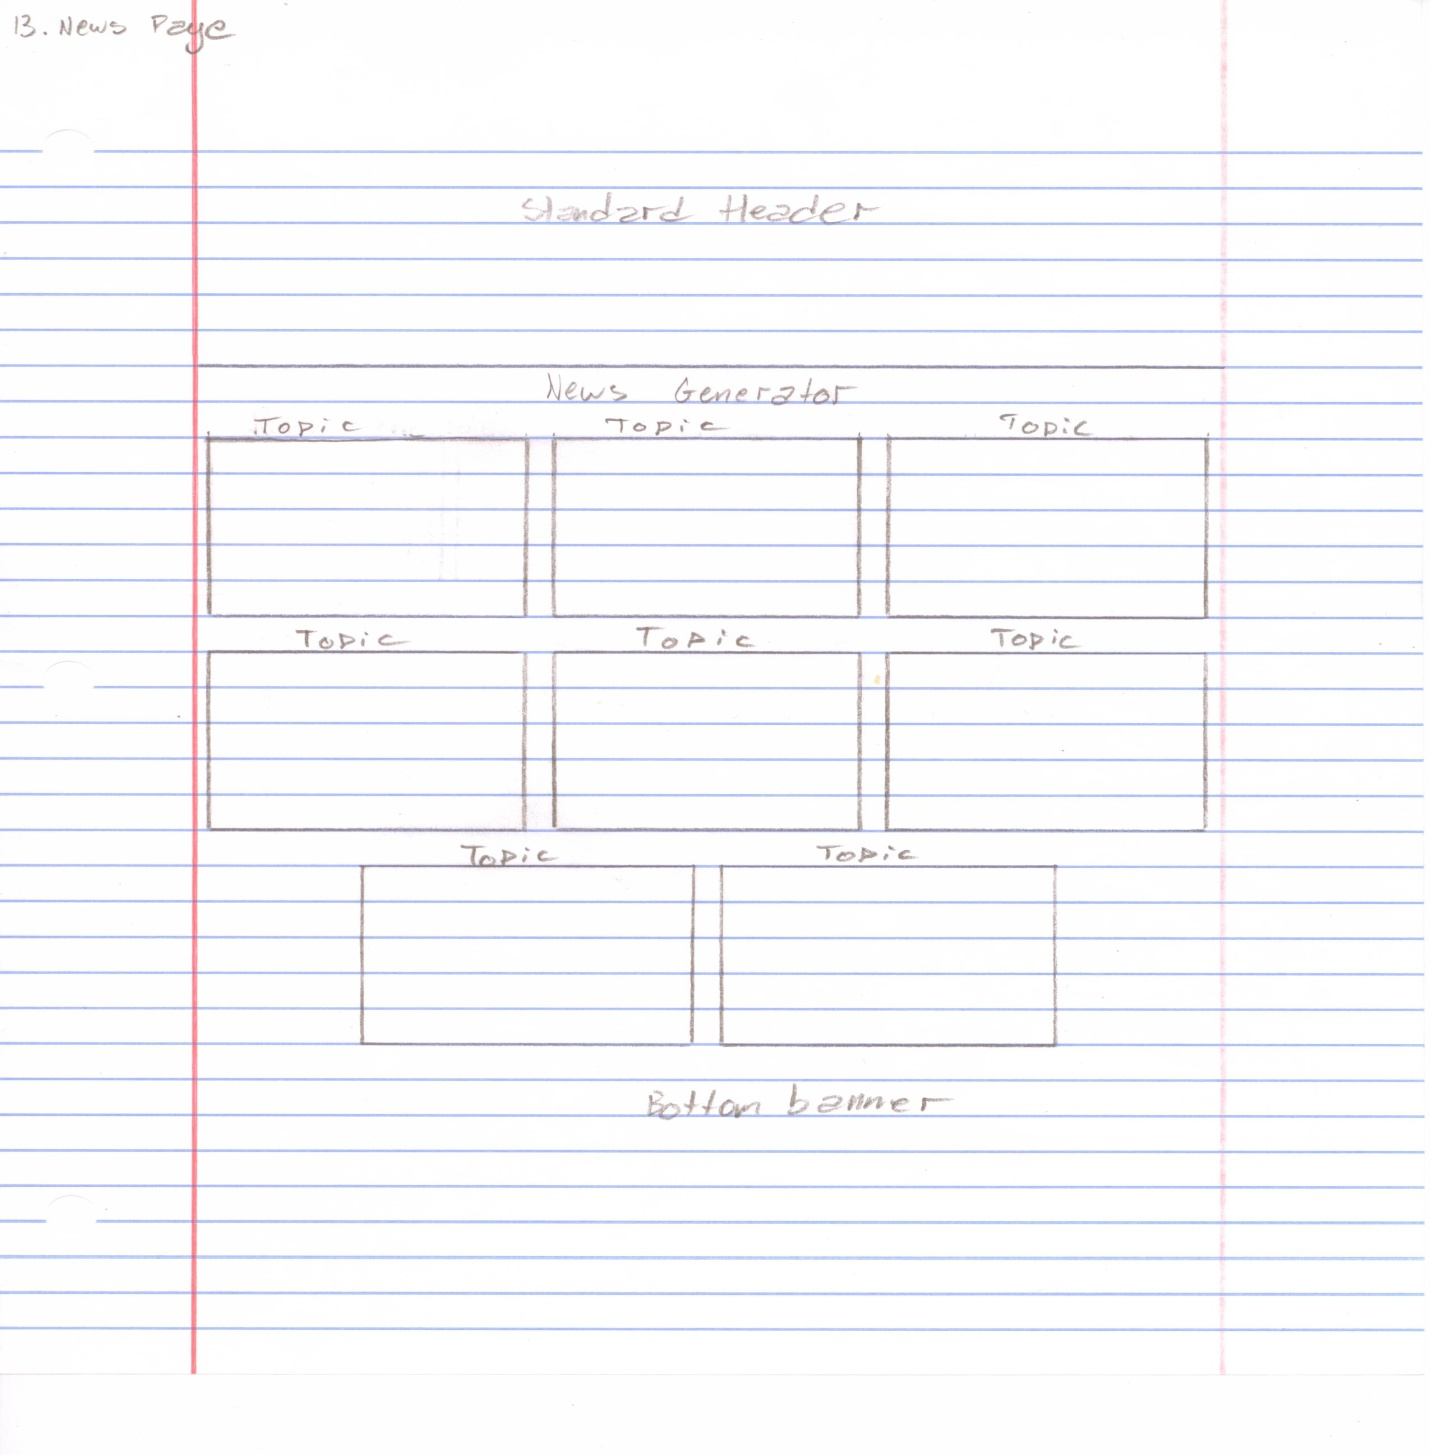 13. News Page
Standard Header
News Generator
Topic Topic Topic
Topic Topic Topic
Topic Topic
Bottom banner